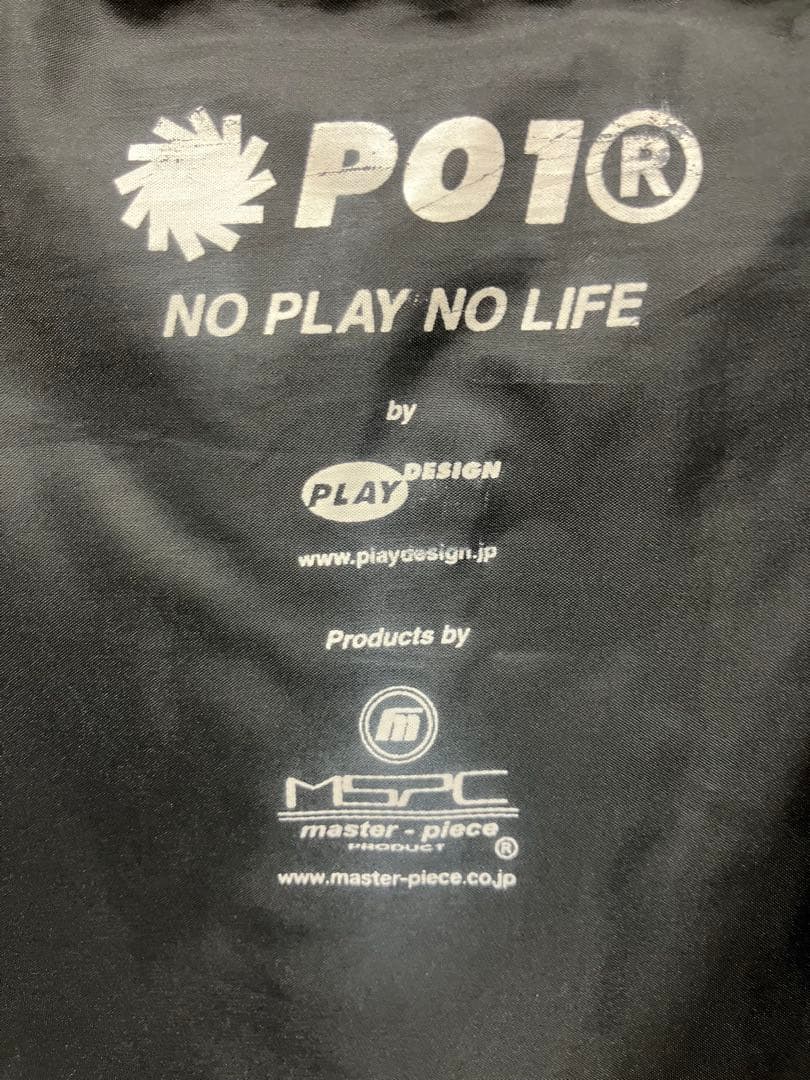 P01®
NO PLAY NO LIFE
by
PLAY DESIGN
www.playdesign.jp
Products by
m
MSPC
master-piece
PRODUCT ®
www.master-piece.co.jp